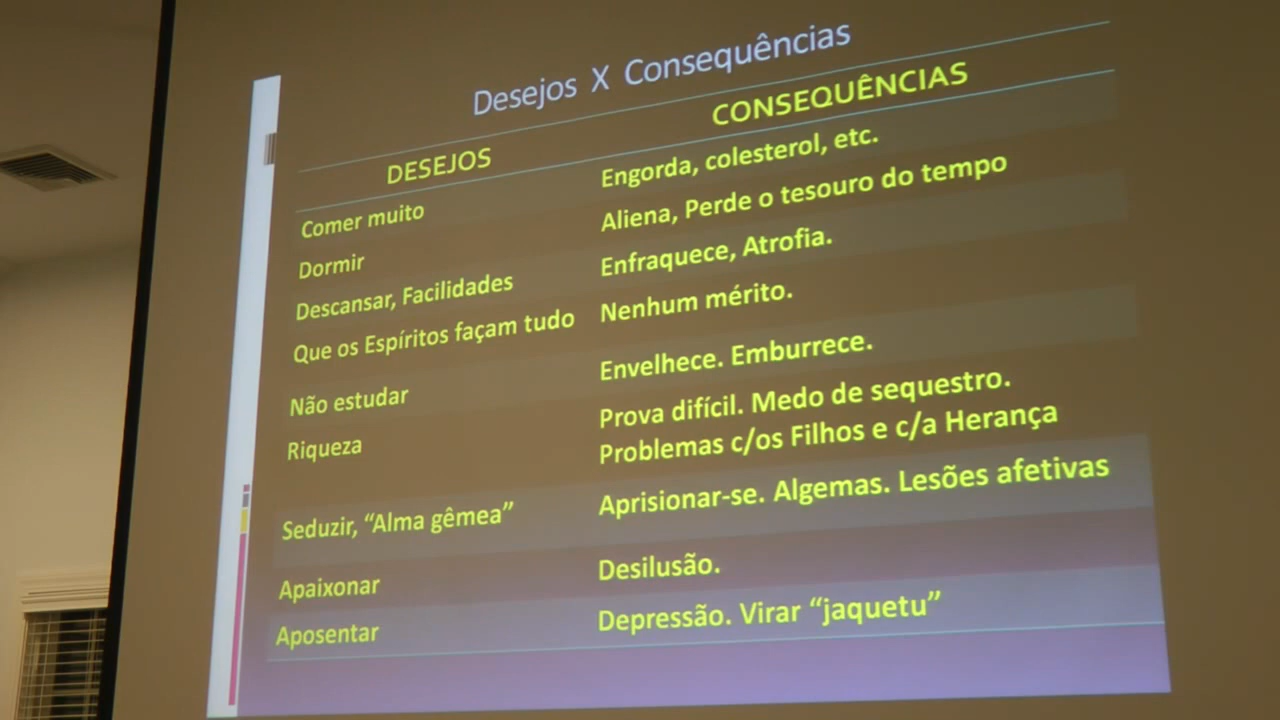 Desejos X Consequências
DESEJOS CONSEQUÊNCIAS
Comer muito Engorda, colesterol, etc.
Dormir Aliena, Perde o tesouro do tempo
Descansar, Facilidades Enfraquece, Atrofia.
Que os Espíritos façam tudo Nenhum mérito.
Não estudar Envelhece. Emburrece.
Riqueza Prova difícil. Medo de sequestro.
Problemas c/os Filhos e c/a Herança
Seduzir, “Alma gêmea” Aprisionar-se. Algemas. Lesões afetivas
Apaixonar Desilusão.
Aposentar Depressão. Virar “jaquetu”